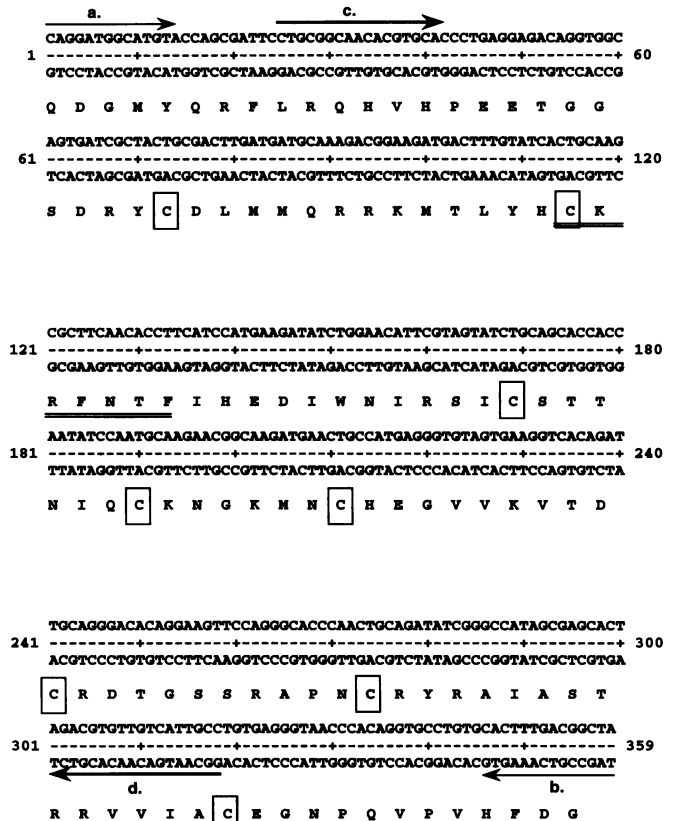 a. c.
CAGGATGGCATGTACCAGCGATTCCTGCGGCAACACGTGCACCCTGAGGAGACAGGTGGC
1 ---------+---------+---------+---------+---------+---------+ 60
GTCCTACCGTACATGGTCGCTAAGGACGCCGTTGTGCACGTGGGACTCCTCTGTCCACCG
Q D G M Y Q R F L R Q H V H P E E T G G
AGTGATCGCTACTGCGACTTGATGATGCAAAGACGGAAGATGACTTTGTATCACTGCAAG
61 ---------+---------+---------+---------+---------+---------+ 120
TCACTAGCGATGACGCTGAACTACTACGTTTCTGCCTTCTACTGAAACATAGTGACGTTC
S D R Y C D L M M Q R R K M T L Y H C K
CGCTTCAACACCTTCATCCATGAAGATATCTGGAACATTCGTAGTATCTGCAGCACCACC
121 ---------+---------+---------+---------+---------+---------+ 180
GCGAAGTTGTGGAAGTAGGTACTTCTATAGACCTTGTAAGCATCATAGACGTCGTGGTGG
R F N T F I H E D I W N I R S I C S T T
AATATCCAATGCAAGAACGGCAAGATGAACTGCCATGAGGGTGTAGTGAAGGTCACAGAT
181 ---------+---------+---------+---------+---------+---------+ 240
TTATAGGTTACGTTCTTGCCGTTCTACTTGACGGTACTCCCACATCACTTCCAGTGTCTA
N I Q C K N G K M N C H E G V V K V T D
TGCAGGGACACAGGAAGTTCCAGGGCACCCAACTGCAGATATCGGGCCATAGCGAGCACT
241 ---------+---------+---------+---------+---------+---------+ 300
ACGTCCCTGTGTCCTTCAAGGTCCCGTGGGTTGACGTCTATAGCCCGGTATCGCTCGTGA
C R D T G S S R A P N C R Y R A I A S T
AGACGTGTTGTCATTGCCTGTGAGGGTAACCCACAGGTGCCTGTGCACTTTGACGGCTA
301 ---------+---------+---------+---------+---------+--------- 359
TCTGCACAACAGTAACGGACACTCCCATTGGGTGTCCACGGACACGTGAAACTGCCGAT
d. b.
R R V V I A C E G N P Q V P V H F D G